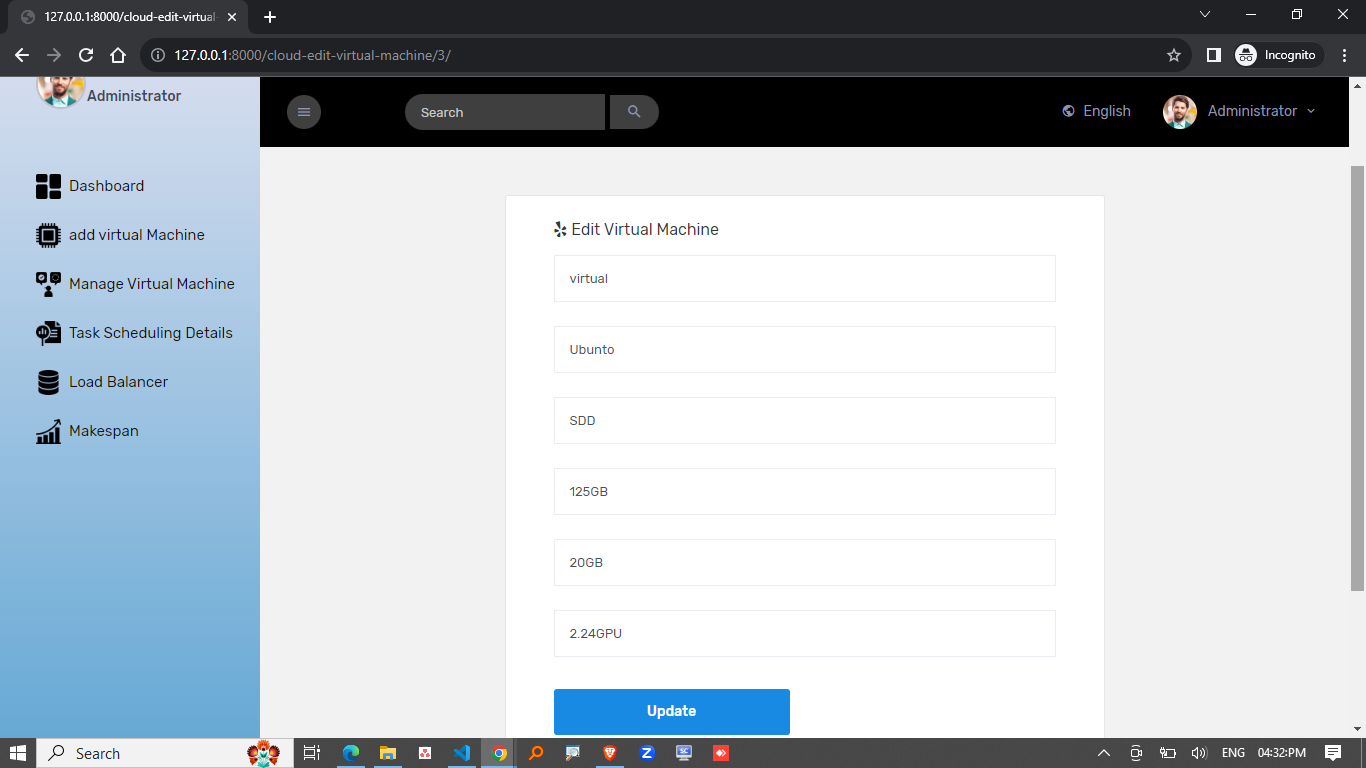 127.0.0.1:8000/cloud-edit-virtual-
127.0.0.1:8000/cloud-edit-virtual-machine/3/
Incognito
Administrator
Search
English
Administrator
Dashboard
add virtual Machine
Manage Virtual Machine
Task Scheduling Details
Load Balancer
Makespan
Edit Virtual Machine
virtual
Ubunto
SDD
125GB
20GB
2.24GPU
Update
Search
ENG
04:32:PM